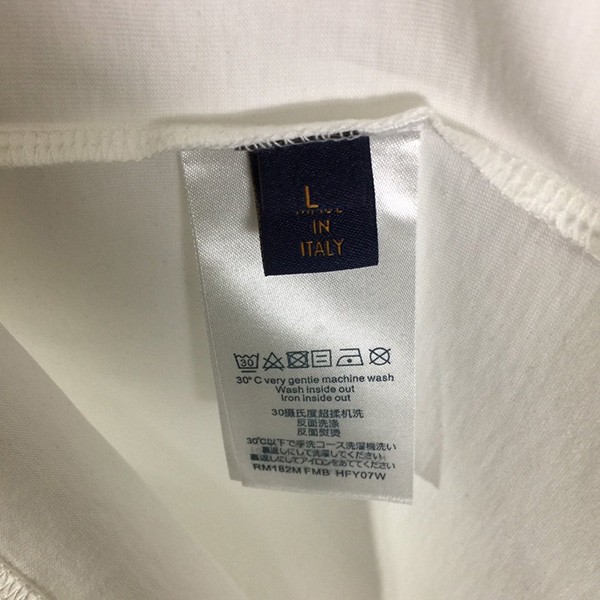 L
MADE
IN
ITALY
30
30°C very gentle machine wash
Wash inside out
Iron inside out
30摄氏度超揉机洗
反面洗涤
反面熨烫
30℃以下で手洗コース洗濯機洗い
裏返しにして洗濯してください
裏返しにしてアイロンをあててください
RM182M FMB HFY07W